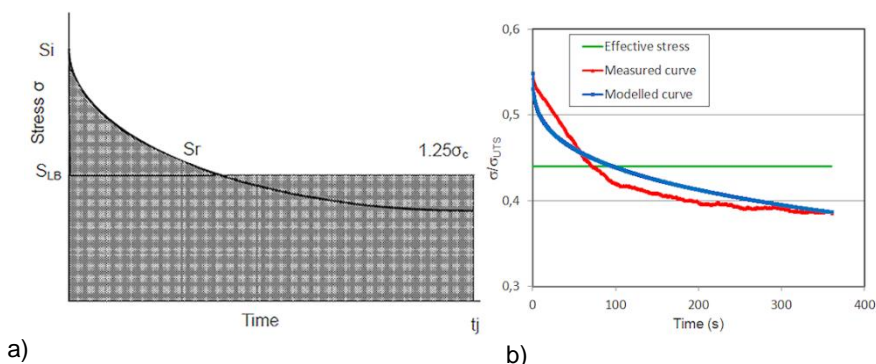 Si
Stress σ
Sr
1.25σc
SLB
Time
tj
a)
0,6
Effective stress
Measured curve
Modelled curve
0,5
σ/σUTS
0,4
0,3
0
100
200
300
400
Time (s)
b)